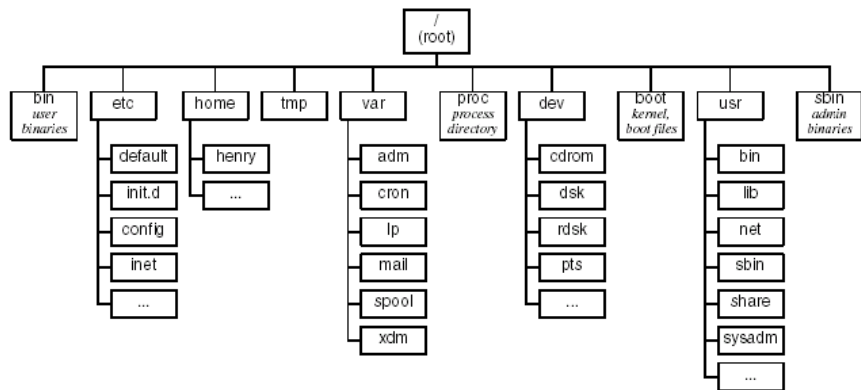 /
(root)
bin
user
binaries
etc
home
tmp
var
proc
process
directory
dev
boot
kernel,
boot files
usr
sbin
admin
binaries
default
init.d
config
inet
...
henry
...
adm
cron
lp
mail
spool
xdm
cdrom
dsk
rdsk
pts
...
bin
lib
net
sbin
share
sysadm
...